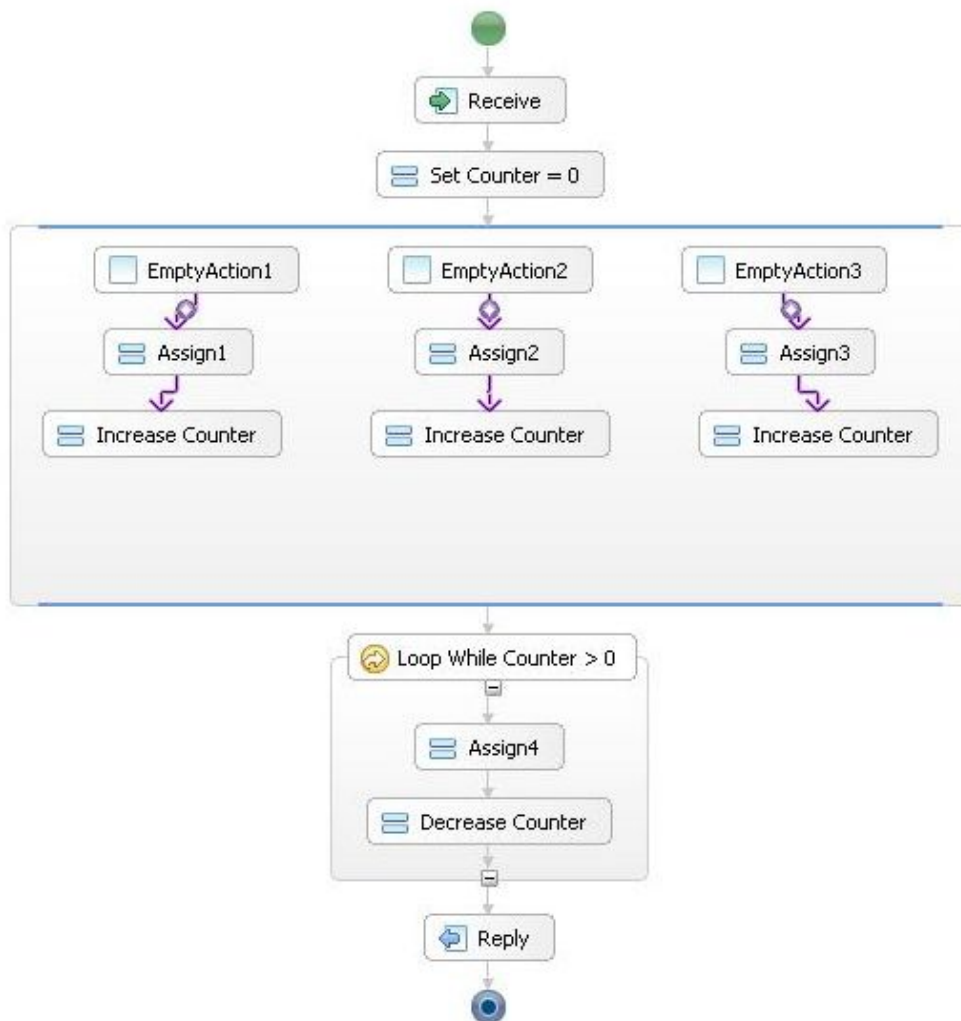 Receive
Set Counter = 0
EmptyAction1 EmptyAction2 EmptyAction3
Assign1 Assign2 Assign3
Increase Counter Increase Counter Increase Counter
Loop While Counter > 0
Assign4
Decrease Counter
Reply